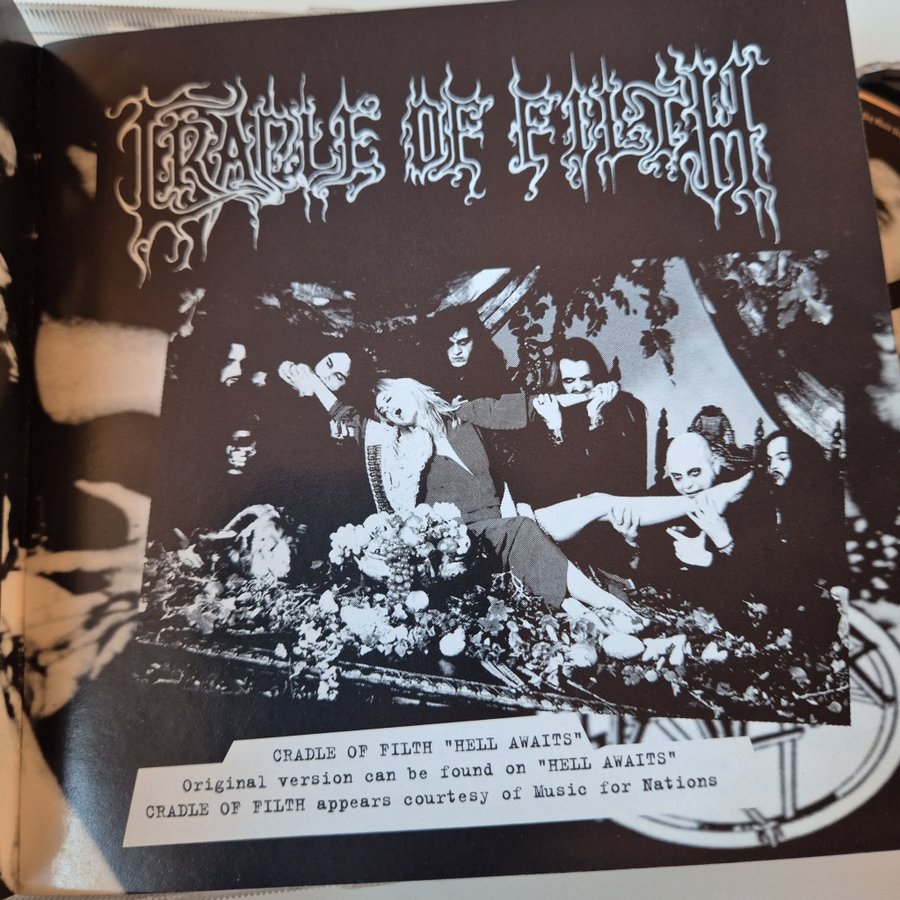 CRADLE OF FILTH
CRADLE OF FILTH "HELL AWAITS"
Original version can be found on "HELL AWAITS"
CRADLE OF FILTH appears courtesy of Music for Nations